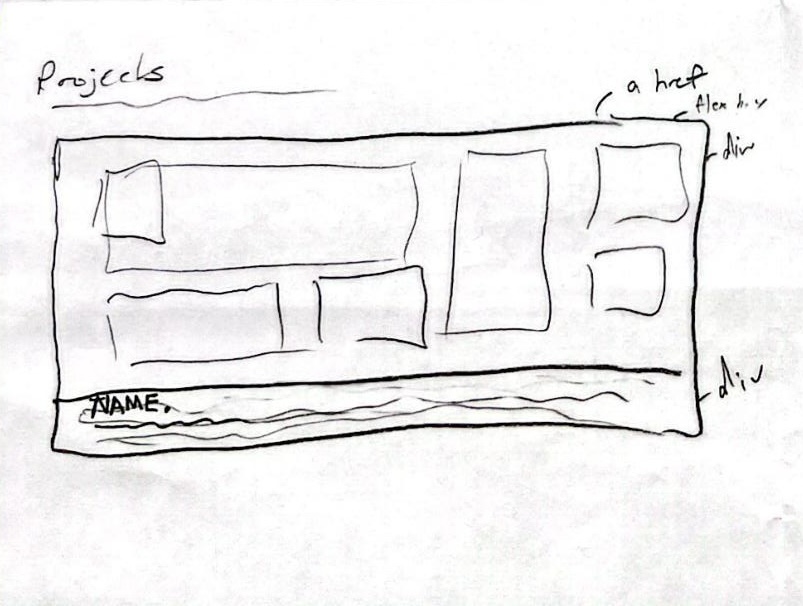 Projects
a href
flex box
div
div
NAME.